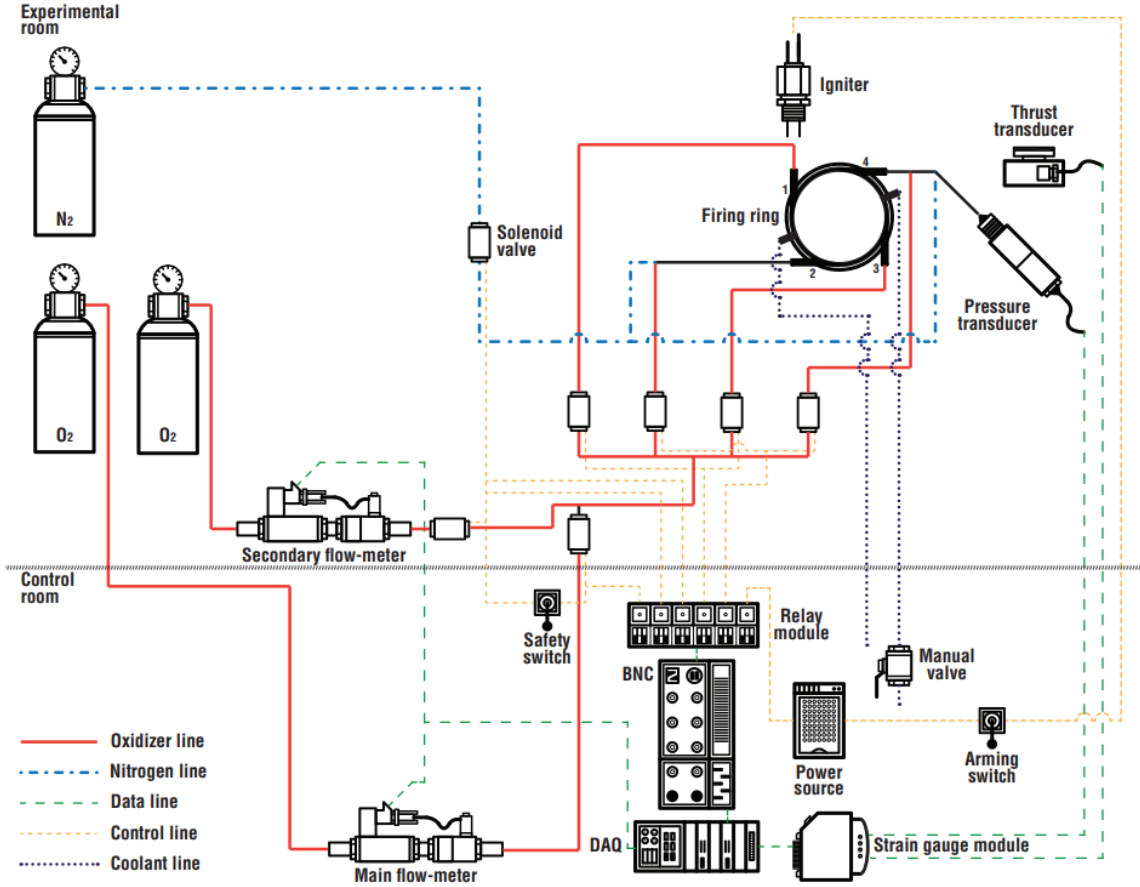 Experimental
room
N2
O2
O2
Solenoid
valve
Igniter
Thrust
transducer
Firing ring
1
2
3
4
Pressure
transducer
Secondary flow-meter
Control
room
Safety
switch
Relay
module
BNC
Manual
valve
Power
source
Arming
switch
DAQ
Strain gauge module
Main flow-meter
Oxidizer line
Nitrogen line
Data line
Control line
Coolant line